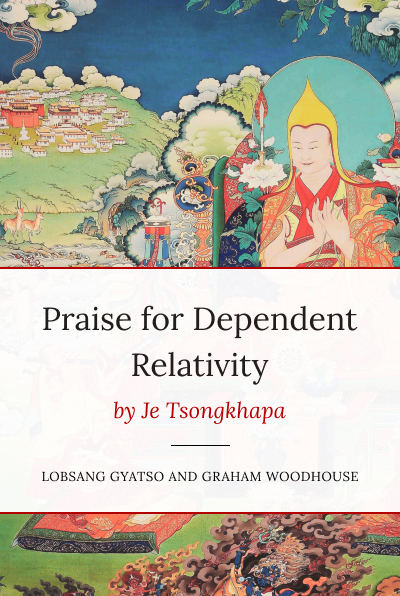 Praise for Dependent
Relativity
by Je Tsongkhapa
LOBSANG GYATSO AND GRAHAM WOODHOUSE